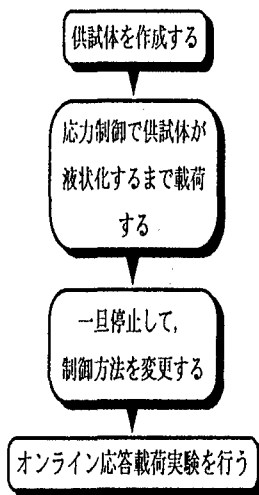 供試体を作成する
応力制御で供試体が
液状化するまで載荷
する
一旦停止して,
制御方法を変更する
オンライン応答載荷実験を行う